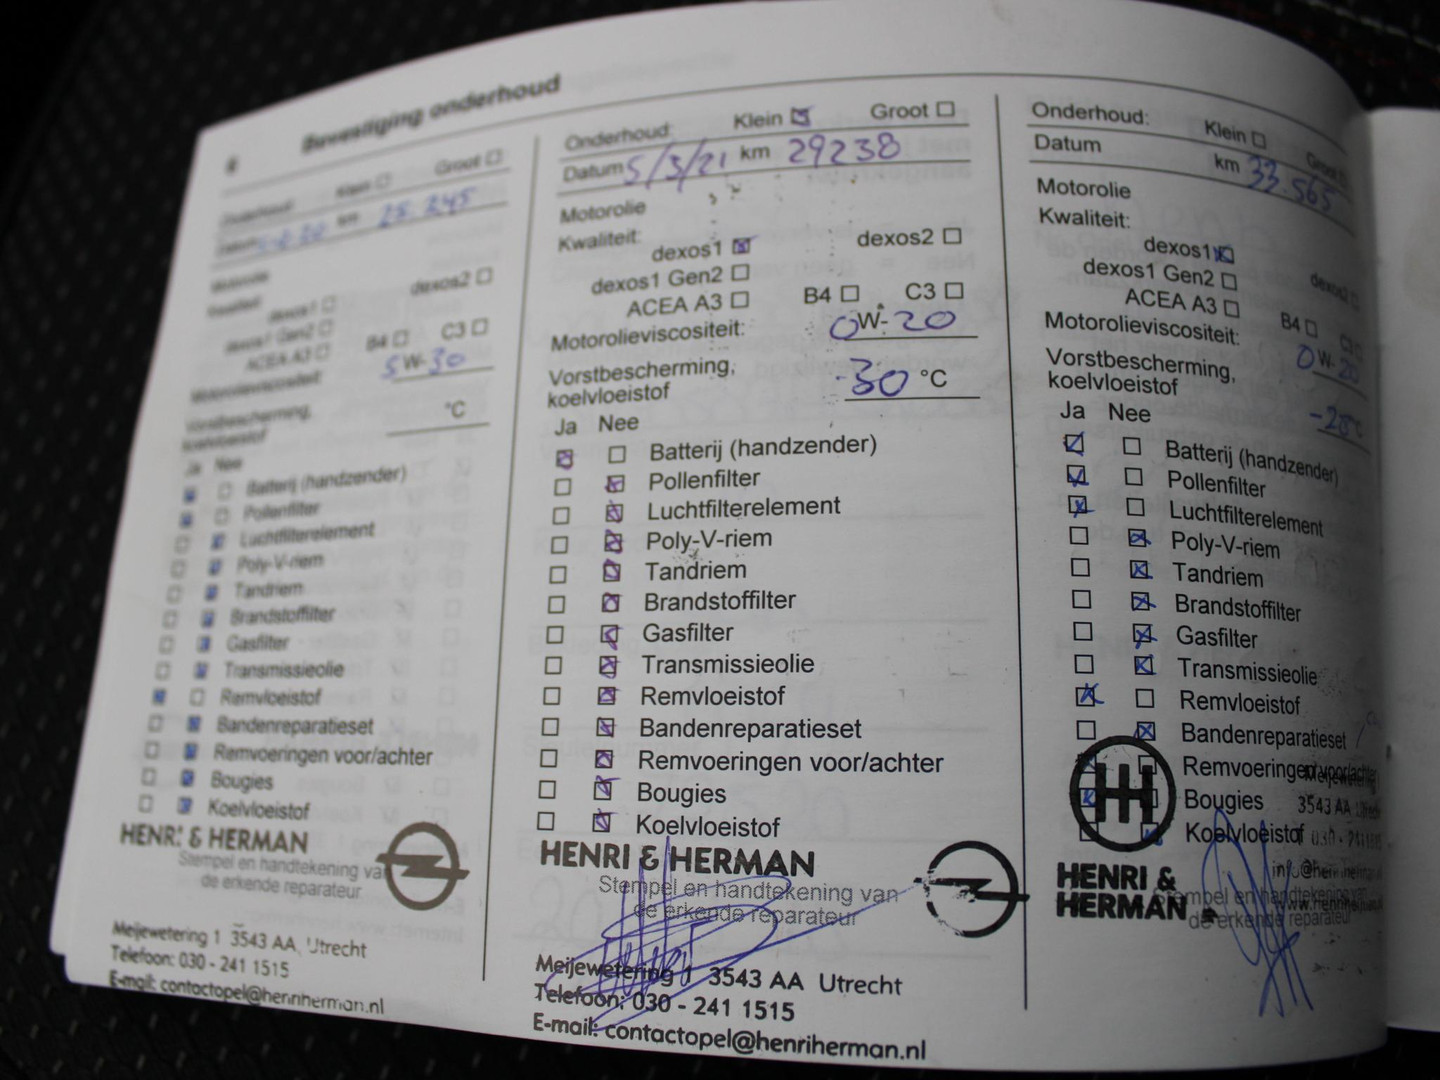 6 Bevestiging onderhoud
Onderhoud: Klein Groot
Datum km 25.245
Motorolie
Kwaliteit:
dexos1 dexos2
dexos1 Gen2
ACEA A3 B4 C3
Motorolieviscositeit: 5W-30
Vorstbescherming,
koelvloeistof °C
Ja Nee
Batterij (handzender)
Pollenfilter
Luchtfilterelement
Poly-V-riem
Tandriem
Brandstoffilter
Gasfilter
Transmissieolie
Remvloeistof
Bandenreparatieset
Remvoeringen voor/achter
Bougies
Koelvloeistof
HENRI & HERMAN
Stempel en handtekening van
de erkende reparateur
Meijewetering 1 3543 AA Utrecht
Telefoon: 030 - 241 1515
E-mail: contactopel@henriherman.nl
Onderhoud: Klein Groot
Datum 5/3/21 km 29238
Motorolie
Kwaliteit:
dexos1 dexos2
dexos1 Gen2
ACEA A3 B4 C3
Motorolieviscositeit: 0W-20
Vorstbescherming,
koelvloeistof -30 °C
Ja Nee
Batterij (handzender)
Pollenfilter
Luchtfilterelement
Poly-V-riem
Tandriem
Brandstoffilter
Gasfilter
Transmissieolie
Remvloeistof
Bandenreparatieset
Remvoeringen voor/achter
Bougies
Koelvloeistof
HENRI & HERMAN
Stempel en handtekening van
de erkende reparateur
Meijewetering 1 3543 AA Utrecht
Telefoon: 030 - 241 1515
E-mail: contactopel@henriherman.nl
Onderhoud: Klein Groot
Datum km 33.565
Motorolie
Kwaliteit:
dexos1 dexos2
dexos1 Gen2
ACEA A3 B4 C3
Motorolieviscositeit: 0W-20
Vorstbescherming,
koelvloeistof -28°C
Ja Nee
Batterij (handzender)
Pollenfilter
Luchtfilterelement
Poly-V-riem
Tandriem
Brandstoffilter
Gasfilter
Transmissieolie
Remvloeistof
Bandenreparatieset
Remvoeringen voor/achter
Bougies 3543 AA Utrecht
Koelvloeistof
HENRI &
HERMAN
Stempel en handtekening van
de erkende reparateur